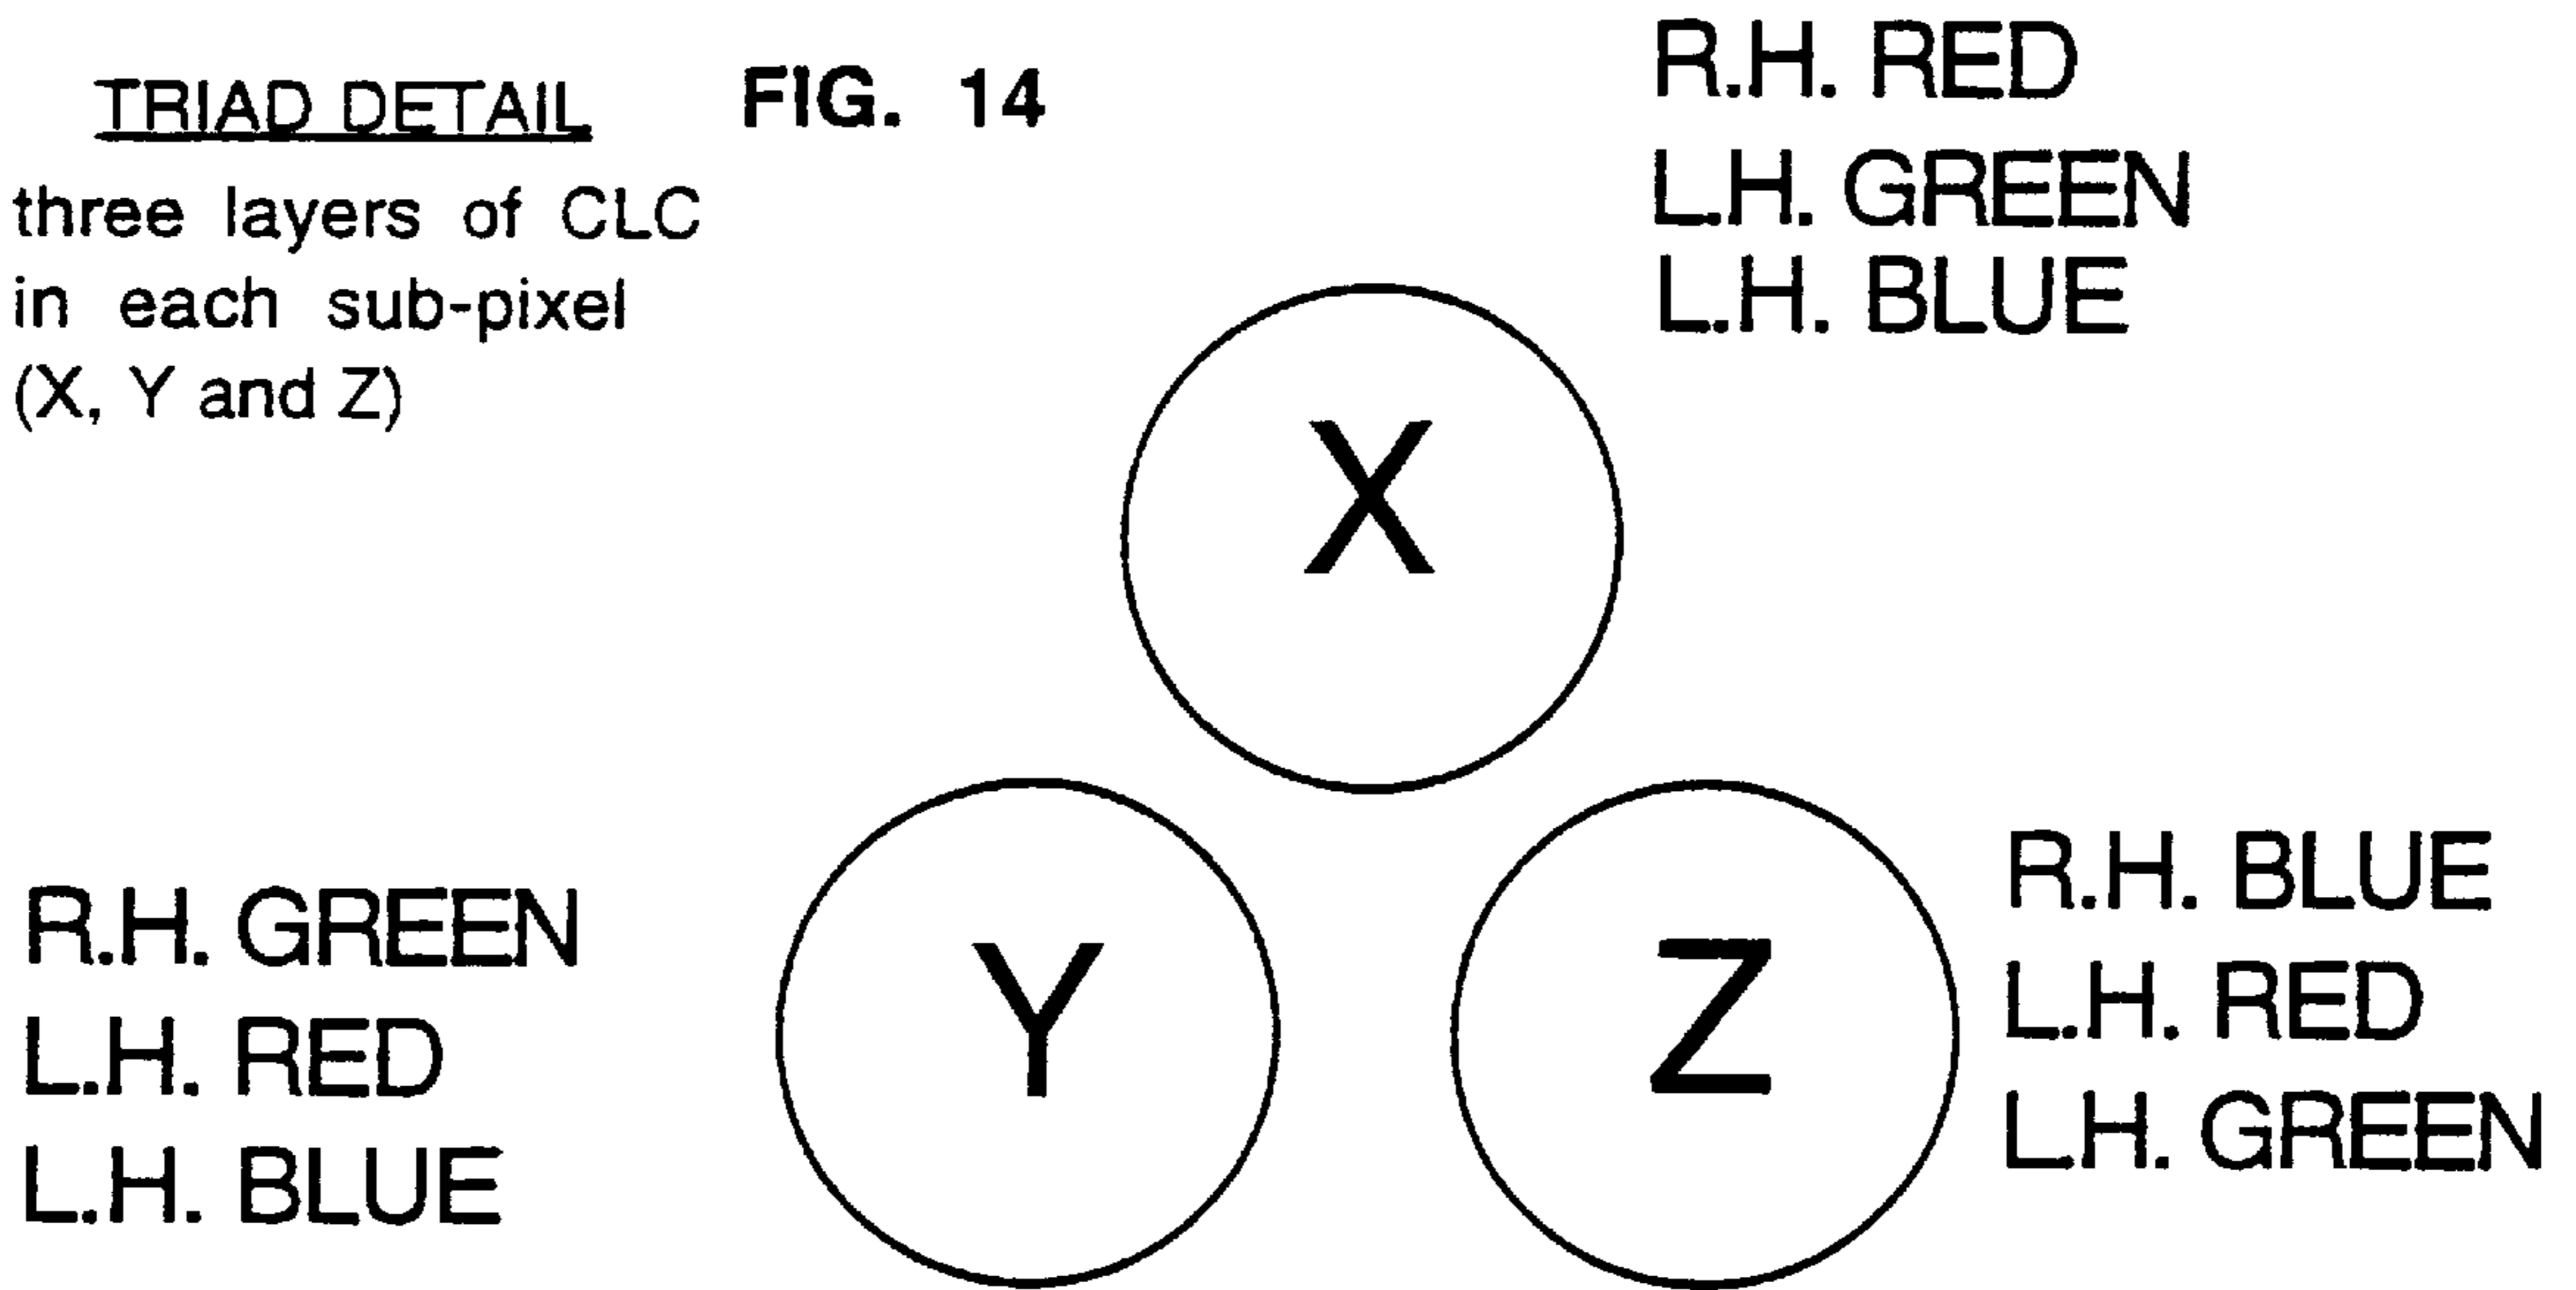 TRIAD DETAIL
FIG. 14
three layers of CLC
in each sub-pixel
(X, Y and Z)
R.H. RED
L.H. GREEN
L.H. BLUE
X
R.H. GREEN
L.H. RED
L.H. BLUE
Y
Z
R.H. BLUE
L.H. RED
L.H. GREEN